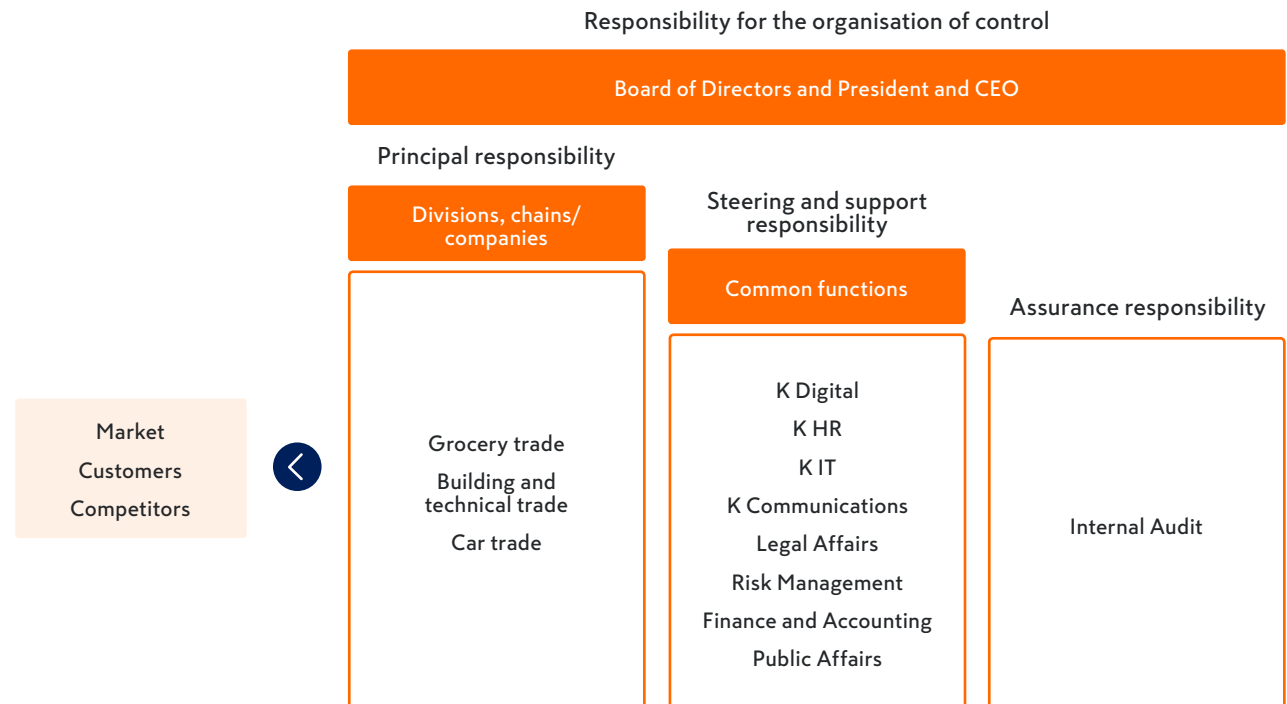 Responsibility for the organisation of control
Board of Directors and President and CEO
Principal responsibility
Divisions, chains/
companies
Steering and support
responsibility
Common functions
Assurance responsibility
Market
Customers
Competitors
Grocery trade
Building and
technical trade
Car trade
K Digital
K HR
K IT
K Communications
Legal Affairs
Risk Management
Finance and Accounting
Public Affairs
Internal Audit